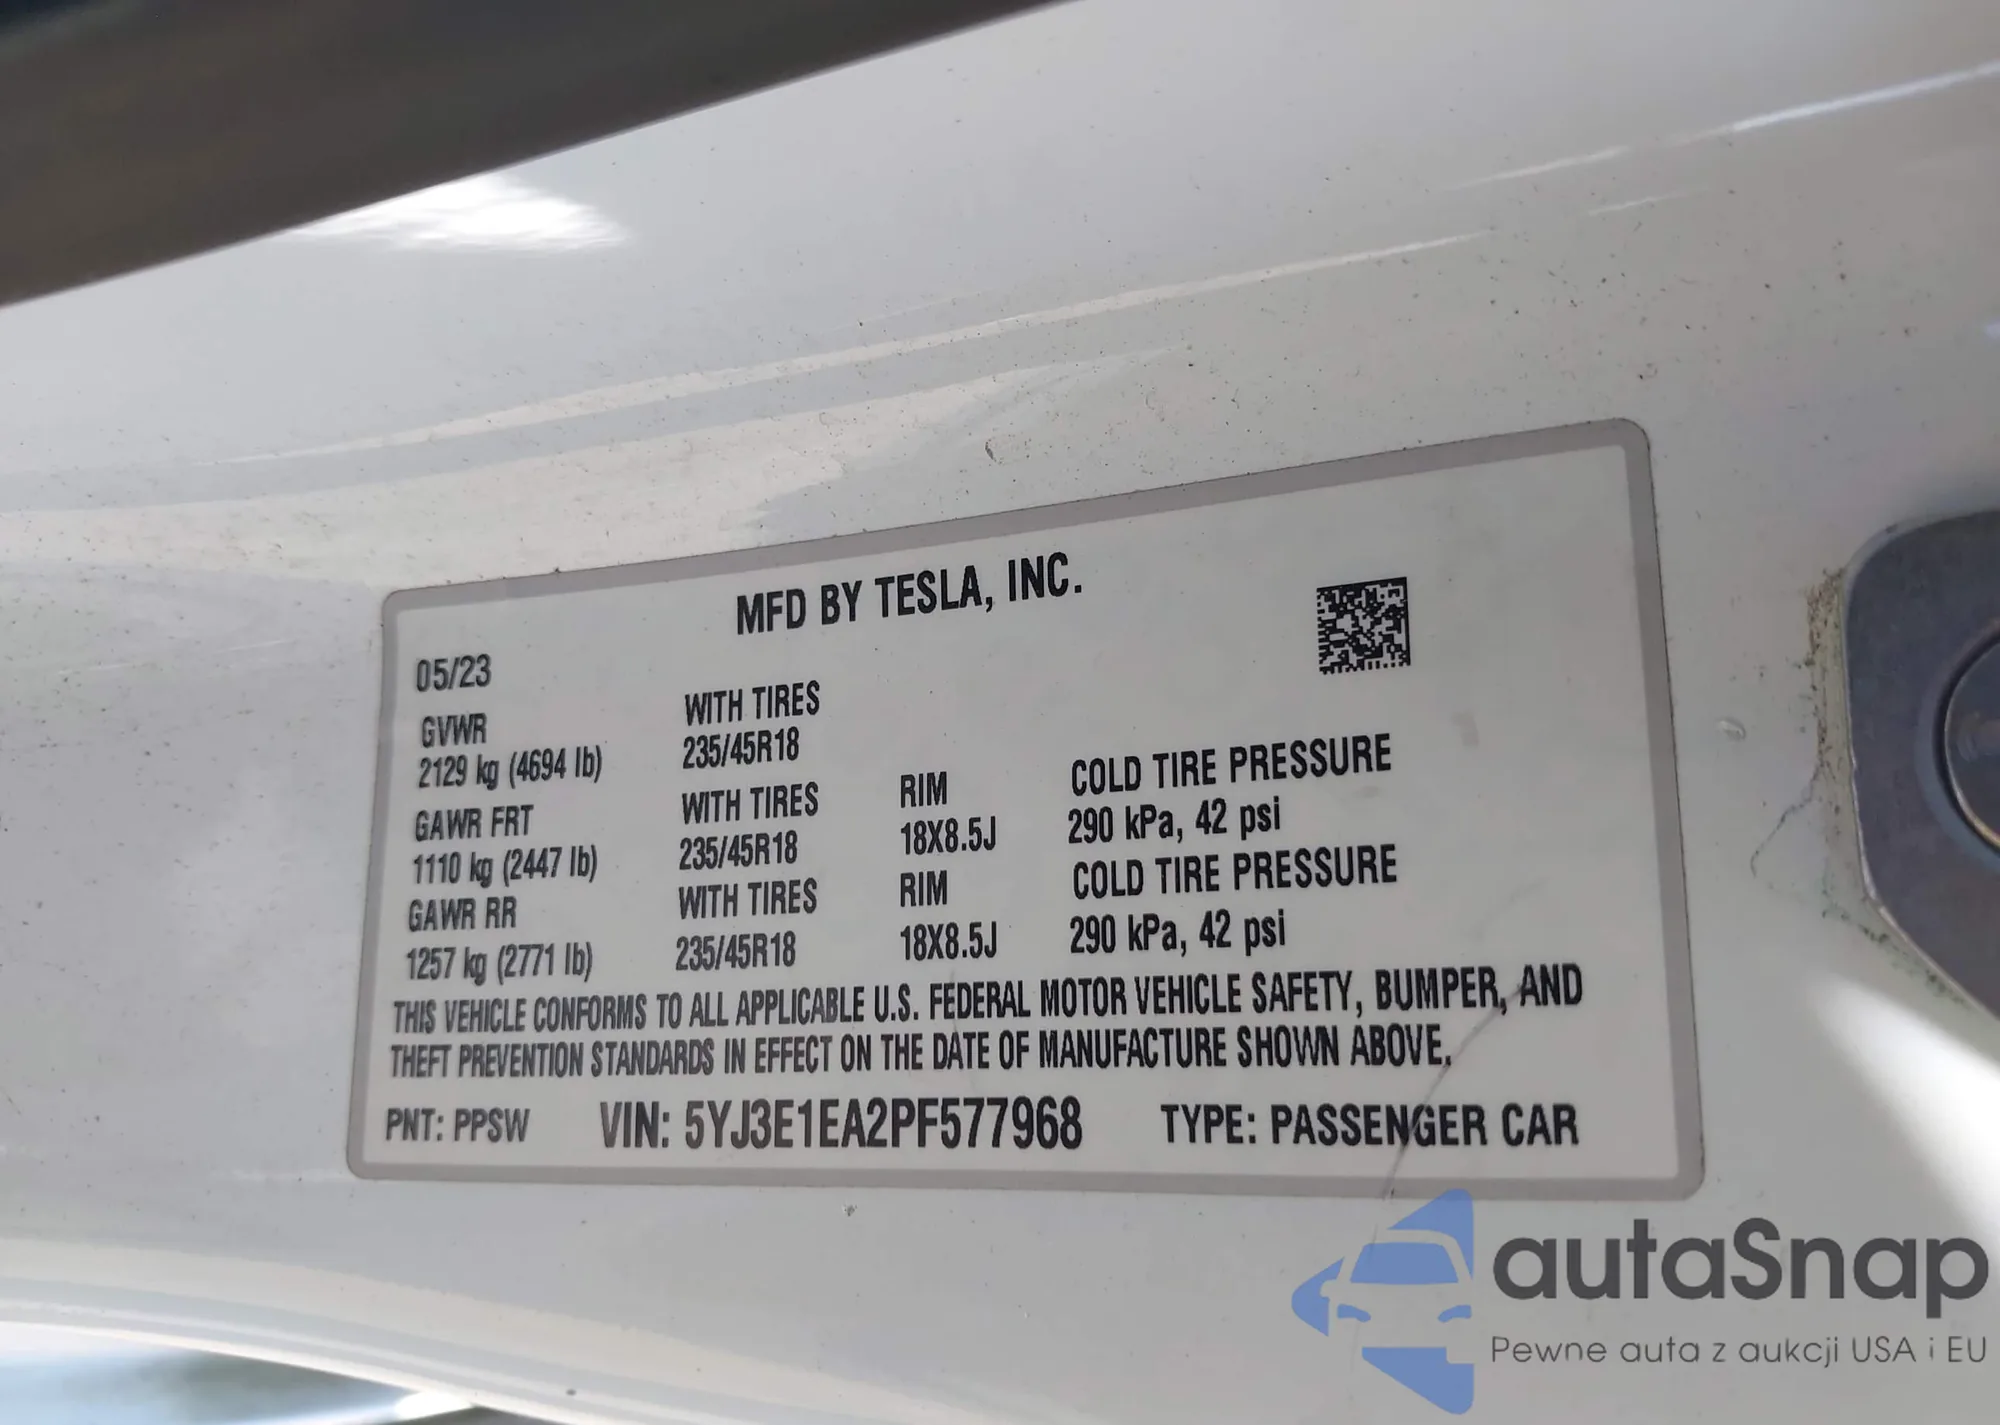 MFD BY TESLA, INC.
05/23
GVWR WITH TIRES
2129 kg (4694 lb) 235/45R18
GAWR FRT WITH TIRES RIM COLD TIRE PRESSURE
1110 kg (2447 lb) 235/45R18 18X8.5J 290 kPa, 42 psi
GAWR RR WITH TIRES RIM COLD TIRE PRESSURE
1257 kg (2771 lb) 235/45R18 18X8.5J 290 kPa, 42 psi
THIS VEHICLE CONFORMS TO ALL APPLICABLE U.S. FEDERAL MOTOR VEHICLE SAFETY, BUMPER, AND
THEFT PREVENTION STANDARDS IN EFFECT ON THE DATE OF MANUFACTURE SHOWN ABOVE.
PNT: PPSW VIN: 5YJ3E1EA2PF577968 TYPE: PASSENGER CAR
autaSnap
Pewne auta z aukcji USA i EU